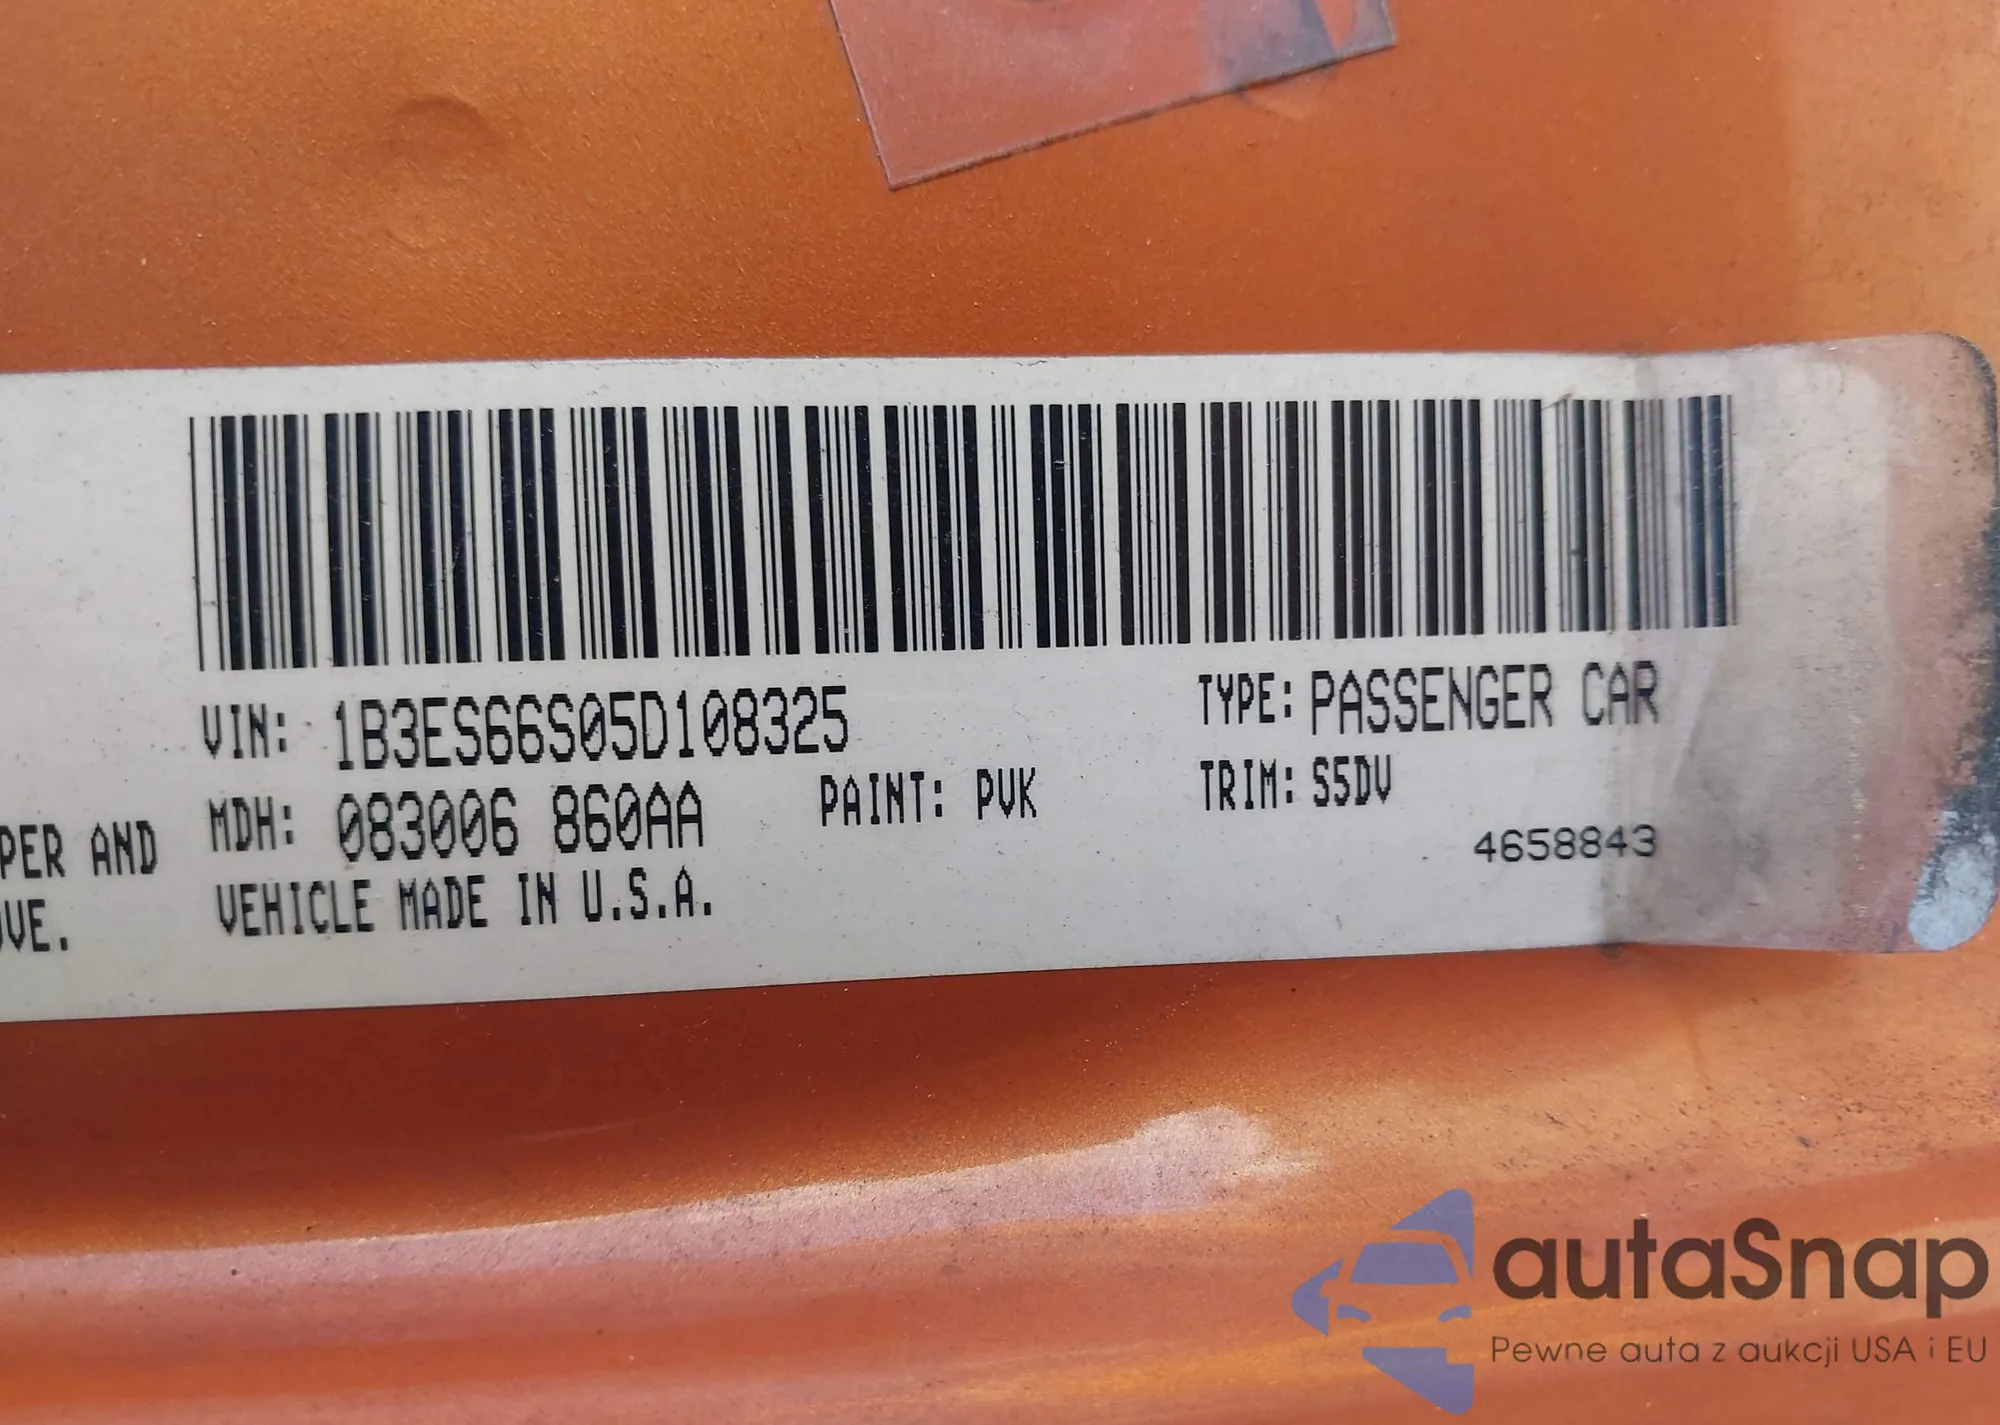 VIN: 1B3ES66S05D108325
TYPE: PASSENGER CAR
MDH: 083006 860AA
PAINT: PVK
TRIM: S5DV
PER AND
VEHICLE MADE IN U.S.A.
4658843
OVE.
autaSnap
Pewne auta z aukcji USA i EU